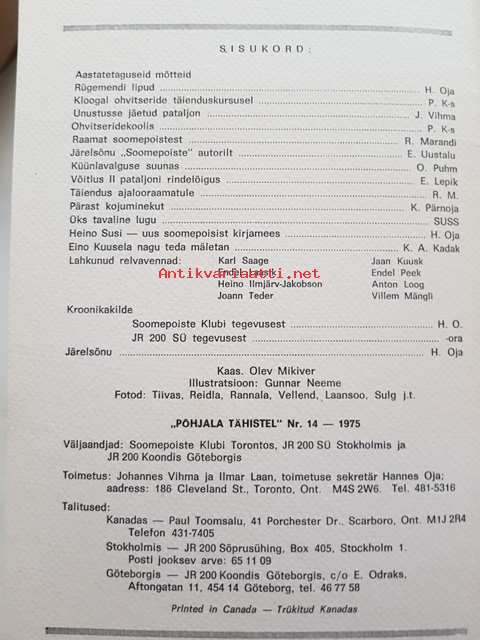 SISUKORD:
Aastatetaguseid mõtteid
Rügemendi lipud H. Oja
Kloogal ohvitseride täienduskursusel P. K-s
Unustusse jäetud pataljon J. Vihma
Ohvitseridekoolis P. K-s
Raamat soomepoistest R. Marandi
Järelsõnu „Soomepoiste" autorilt E. Uustalu
Küünlavalguse suunas O. Puhm
Võitlus II pataljoni rindelõigus E. Lepik
Täiendus ajalooraamatule R. M.
Pärast kojuminekut K. Pärnoja
Üks tavaline lugu SUSS
Heino Susi — uus soomepoisist kirjamees H. Oja
Eino Kuusela nagu teda mäletan K. A. Kadak
Lahkunud relvavennad: Karl Saage Jaan Kuusk
Endel Peek
Heino Ilmjärv-Jakobson Anton Loog
Joann Teder Villem Mängli
Antikvariaat.net
Kroonikakilde
Soomepoiste Klubi tegevusest H. O.
JR 200 SÜ tegevusest -ora
Järelsõnu H. Oja
Kaas. Olev Mikiver
Illustratsioon: Gunnar Neeme
Fotod: Tiivas, Reidla, Rannala, Vellend, Laansoo, Sulg j.t.
„PÕHJALA TÄHISTEL" Nr. 14 — 1975
Väljaandjad: Soomepoiste Klubi Torontos, JR 200 SÜ Stokholmis ja
JR 200 Koondis Göteborgis
Toimetus: Johannes Vihma ja Ilmar Laan, toimetuse sekretär Hannes Oja;
aadress: 186 Cleveland St., Toronto, Ont. M4S 2W6. Tel. 481-5316
Talitused:
Kanadas — Paul Toomsalu, 41 Porchester Dr., Scarboro, Ont. M1J 2R4
Telefon 431-7405
Stokholmis — JR 200 Sõprusühing, Box 405, Stockholm 1.
Posti jooksev arve: 65 11 09
Göteborgis — JR 200 Koondis Göteborgis, c/o E. Odraks,
Aftongatan 11, 454 14 Göteborg, tel. 46 77 58
Printed in Canada — Trükitud Kanadas